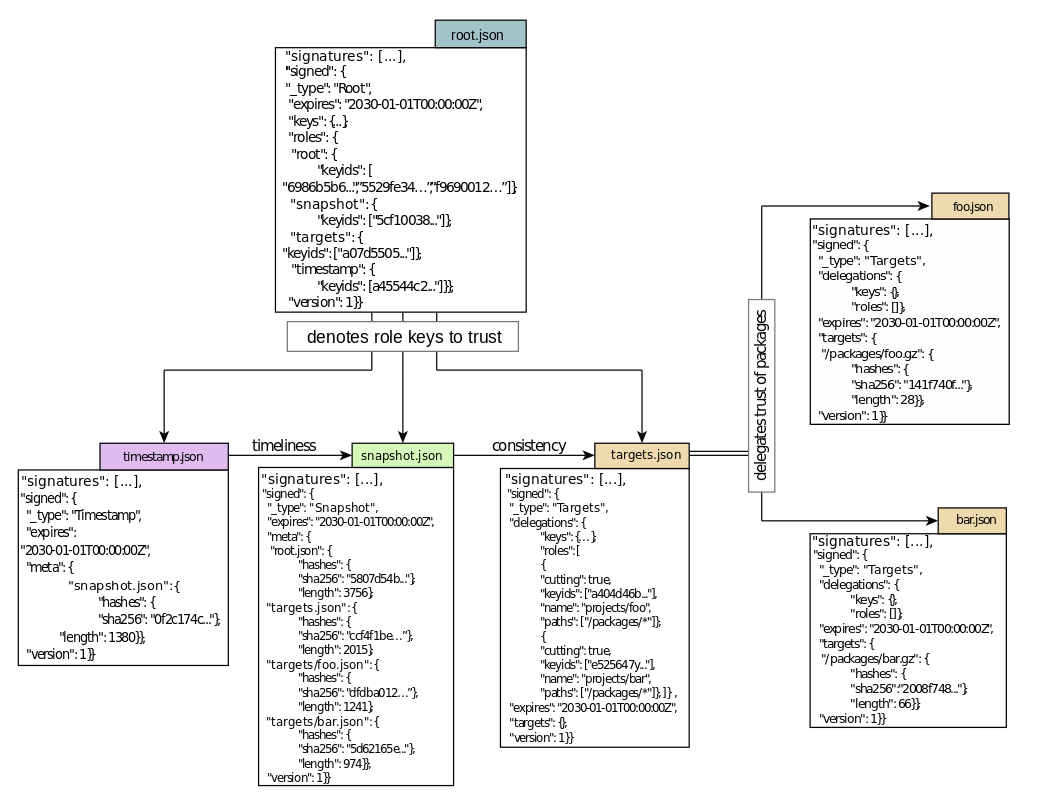 root.json
"signatures": [...],
"signed": {
"_type": "Root",
"expires": "2030-01-01T00:00:00Z",
"keys": {...},
"roles": {
"root": {
"keyids": [
"6986b5b6...","5529fe34…","f9690012…"]},
"snapshot": {
"keyids": ["5cf10038..."]},
"targets": {
"keyids": ["a07d5505..."]},
"timestamp": {
"keyids": [a45544c2..."]}},
"version": 1}}
denotes role keys to trust
timestamp.json
"signatures": [...],
"signed": {
"_type": "Timestamp",
"expires":
"2030-01-01T00:00:00Z",
"meta": {
"snapshot.json": {
"hashes": {
"sha256": "0f2c174c..."},
"length": 1380}},
"version": 1}}
timeliness
snapshot.json
"signatures": [...],
"signed": {
"_type": "Snapshot",
"expires": "2030-01-01T00:00:00Z",
"meta": {
"root.json": {
"hashes": {
"sha256": "5807d54b..."},
"length": 3756},
"targets.json": {
"hashes": {
"sha256": "ccf4f1be…"},
"length": 2015},
"targets/foo.json": {
"hashes": {
"sha256": "dfdba012…"},
"length": 1241},
"targets/bar.json": {
"hashes": {
"sha256": "5d62165e..."},
"length": 974}},
"version": 1}}
consistency
targets.json
"signatures": [...],
"signed": {
"_type": "Targets",
"delegations": {
"keys": {…},
"roles": [
{
"cutting": true,
"keyids": ["a404d46b..."],
"name": "projects/foo",
"paths": ["/packages/*"]},
{
"cutting": true,
"keyids": ["e525647y..."],
"name": "projects/bar",
"paths": ["/packages/*"]}, ]} ,
"expires": "2030-01-01T00:00:00Z",
"targets": {},
"version": 1}}
delegates trust of packages
foo.json
"signatures": [...],
"signed": {
"_type": "Targets",
"delegations": {
"keys": {},
"roles": []},
"expires": "2030-01-01T00:00:00Z",
"targets": {
"/packages/foo.gz": {
"hashes": {
"sha256": "141f740f..."},
"length": 28}},
"version": 1}}
bar.json
"signatures": [...],
"signed": {
"_type": "Targets",
"delegations": {
"keys": {},
"roles": []},
"expires": "2030-01-01T00:00:00Z",
"targets": {
"/packages/bar.gz": {
"hashes": {
"sha256":"2008f748..."},
"length": 66}},
"version": 1}}